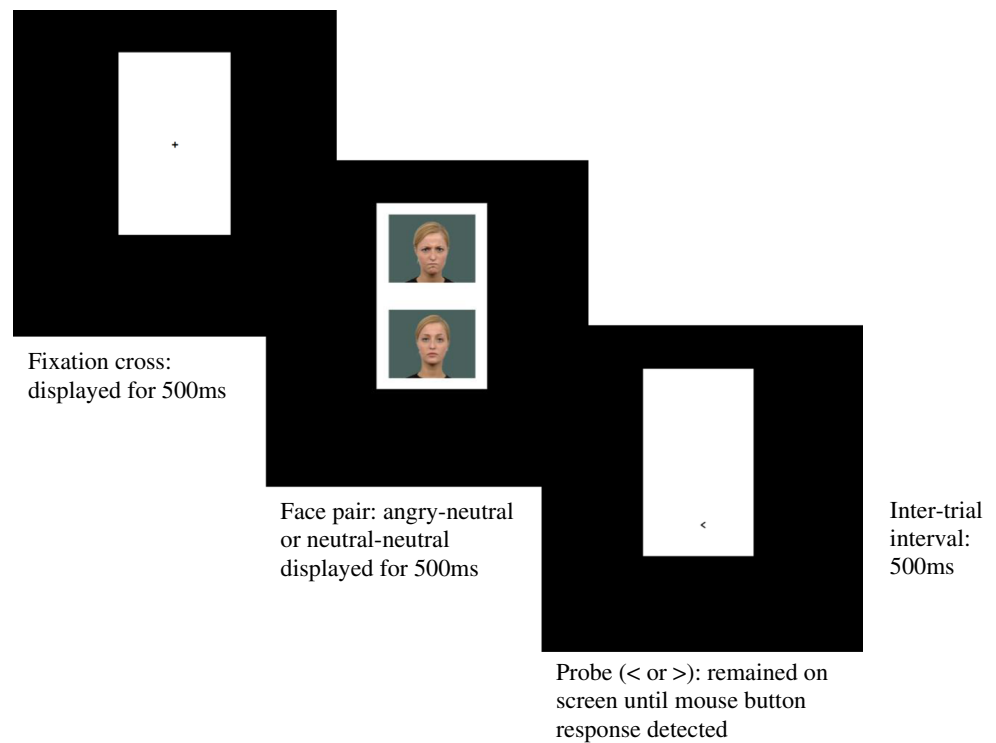 +
Fixation cross:
displayed for 500ms
Face pair: angry-neutral
or neutral-neutral
displayed for 500ms
<
Probe (< or >): remained on
screen until mouse button
response detected
Inter-trial
interval:
500ms